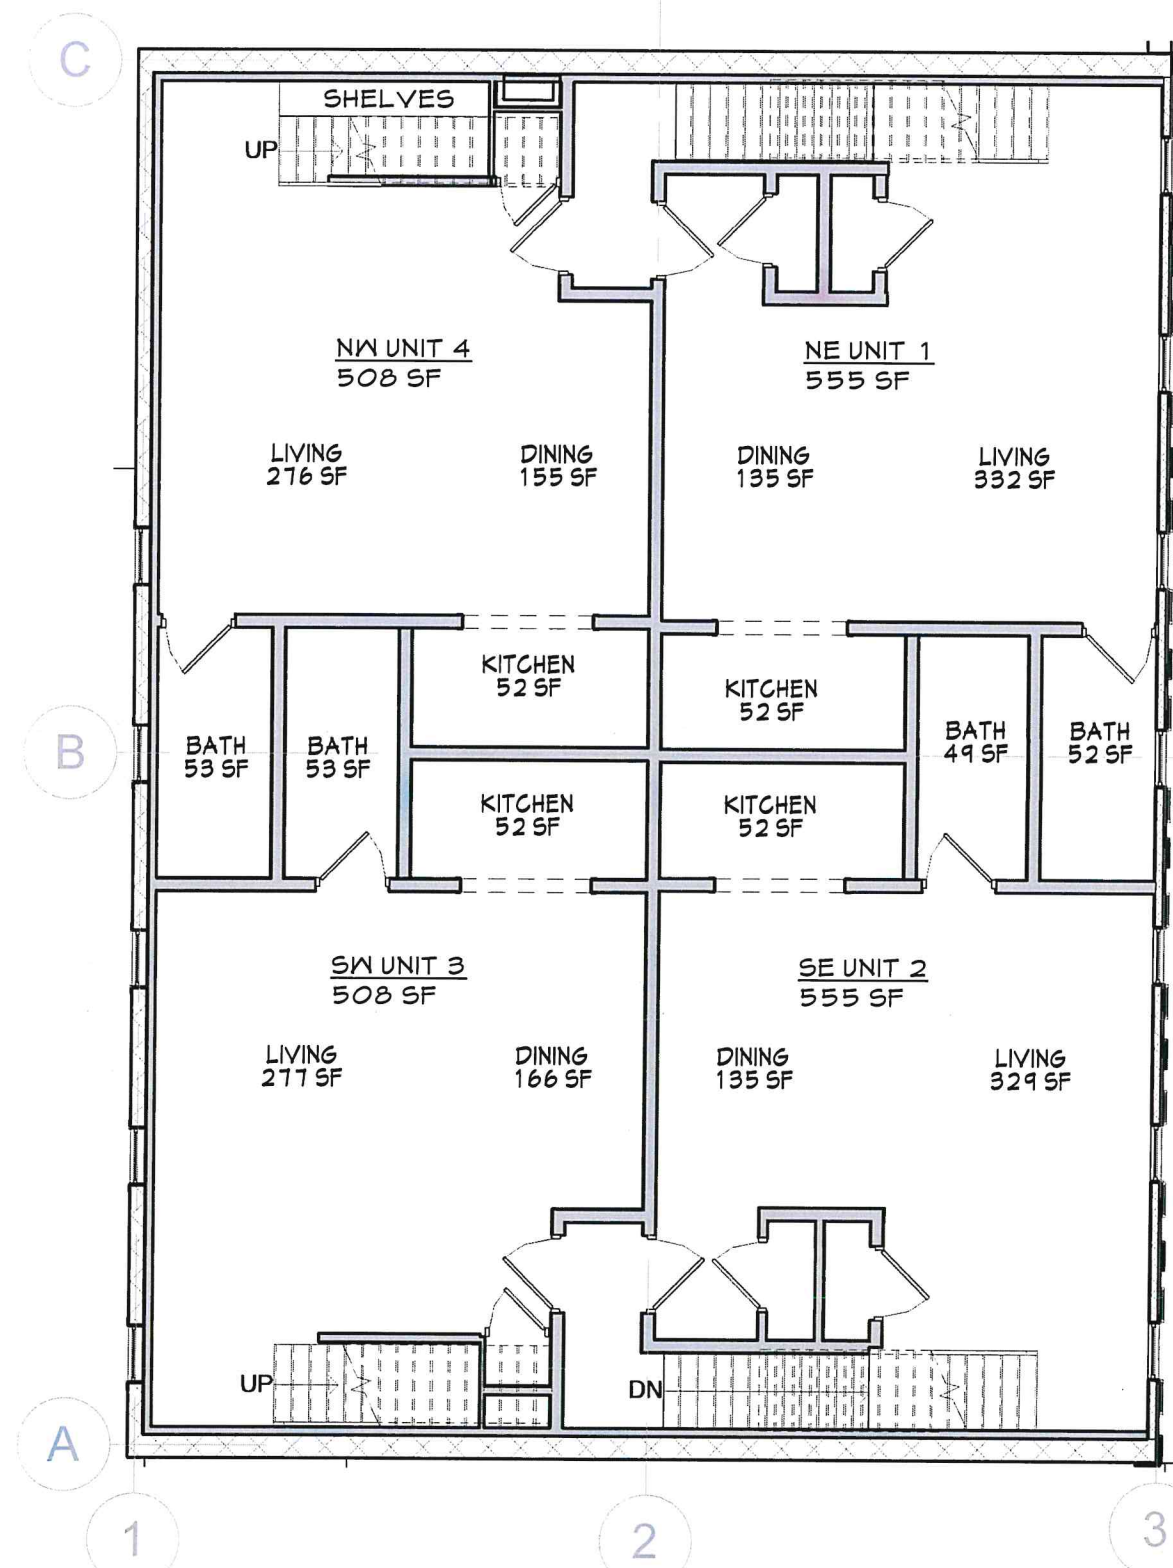 C
SHELVES
UP
NW UNIT 4
508 SF
NE UNIT 1
555 SF
LIVING
276 SF
DINING
155 SF
DINING
135 SF
LIVING
332 SF
KITCHEN
52 SF
KITCHEN
52 SF
B
BATH
53 SF
BATH
53 SF
BATH
49 SF
BATH
52 SF
KITCHEN
52 SF
KITCHEN
52 SF
SW UNIT 3
508 SF
SE UNIT 2
555 SF
LIVING
277 SF
DINING
166 SF
DINING
135 SF
LIVING
329 SF
UP
DN
A
1
2
3